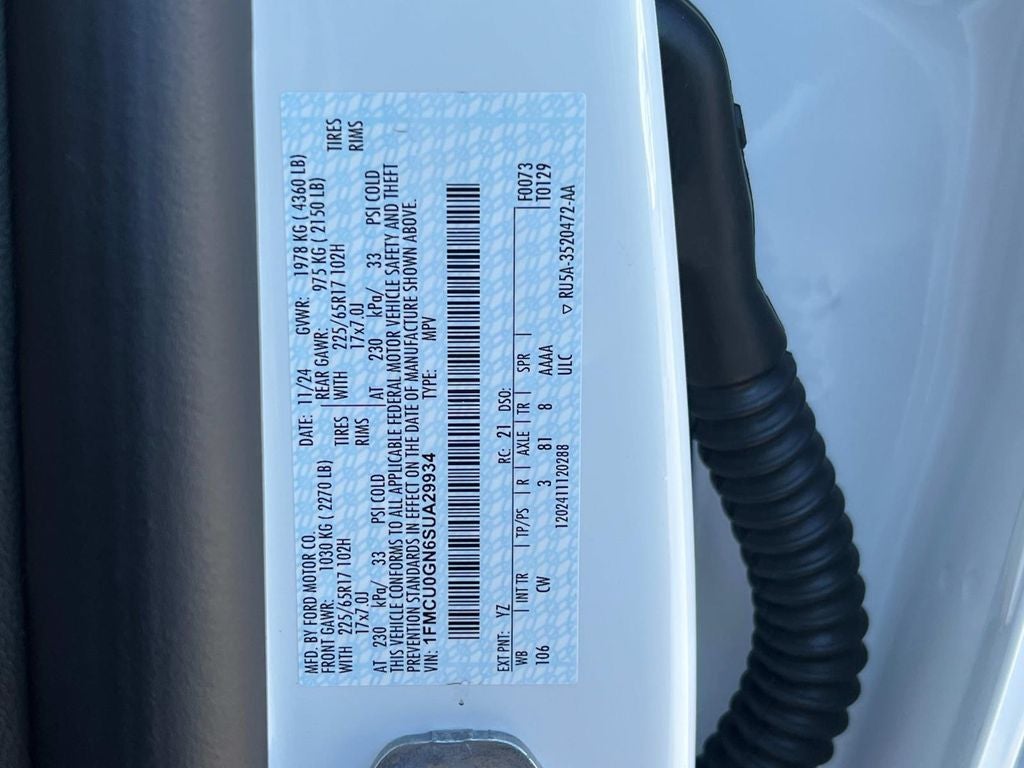 MFD. BY FORD MOTOR CO. DATE: 11/24 GVWR: 1978 KG ( 4360 LB)
FRONT GAWR: 1030 KG ( 2270 LB) REAR GAWR: 975 KG ( 2150 LB)
WITH 225/65R17 102H TIRES WITH 225/65R17 102H TIRES
17x7.0J RIMS 17x7.0J RIMS
AT 230 kPa/ 33 PSI COLD AT 230 kPa/ 33 PSI COLD
THIS VEHICLE CONFORMS TO ALL APPLICABLE FEDERAL MOTOR VEHICLE SAFETY AND THEFT
PREVENTION STANDARDS IN EFFECT ON THE DATE OF MANUFACTURE SHOWN ABOVE.
VIN: 1FMCU0GN6SUA29934 TYPE: MPV
EXT PNT: YZ RC: 21 DSO: F0073
WB INT TR TP/PS R AXLE TR SPR T0129
106 CW 3 81 8 AAAA
ULC
1202411120288 RU5A-3520472-AA